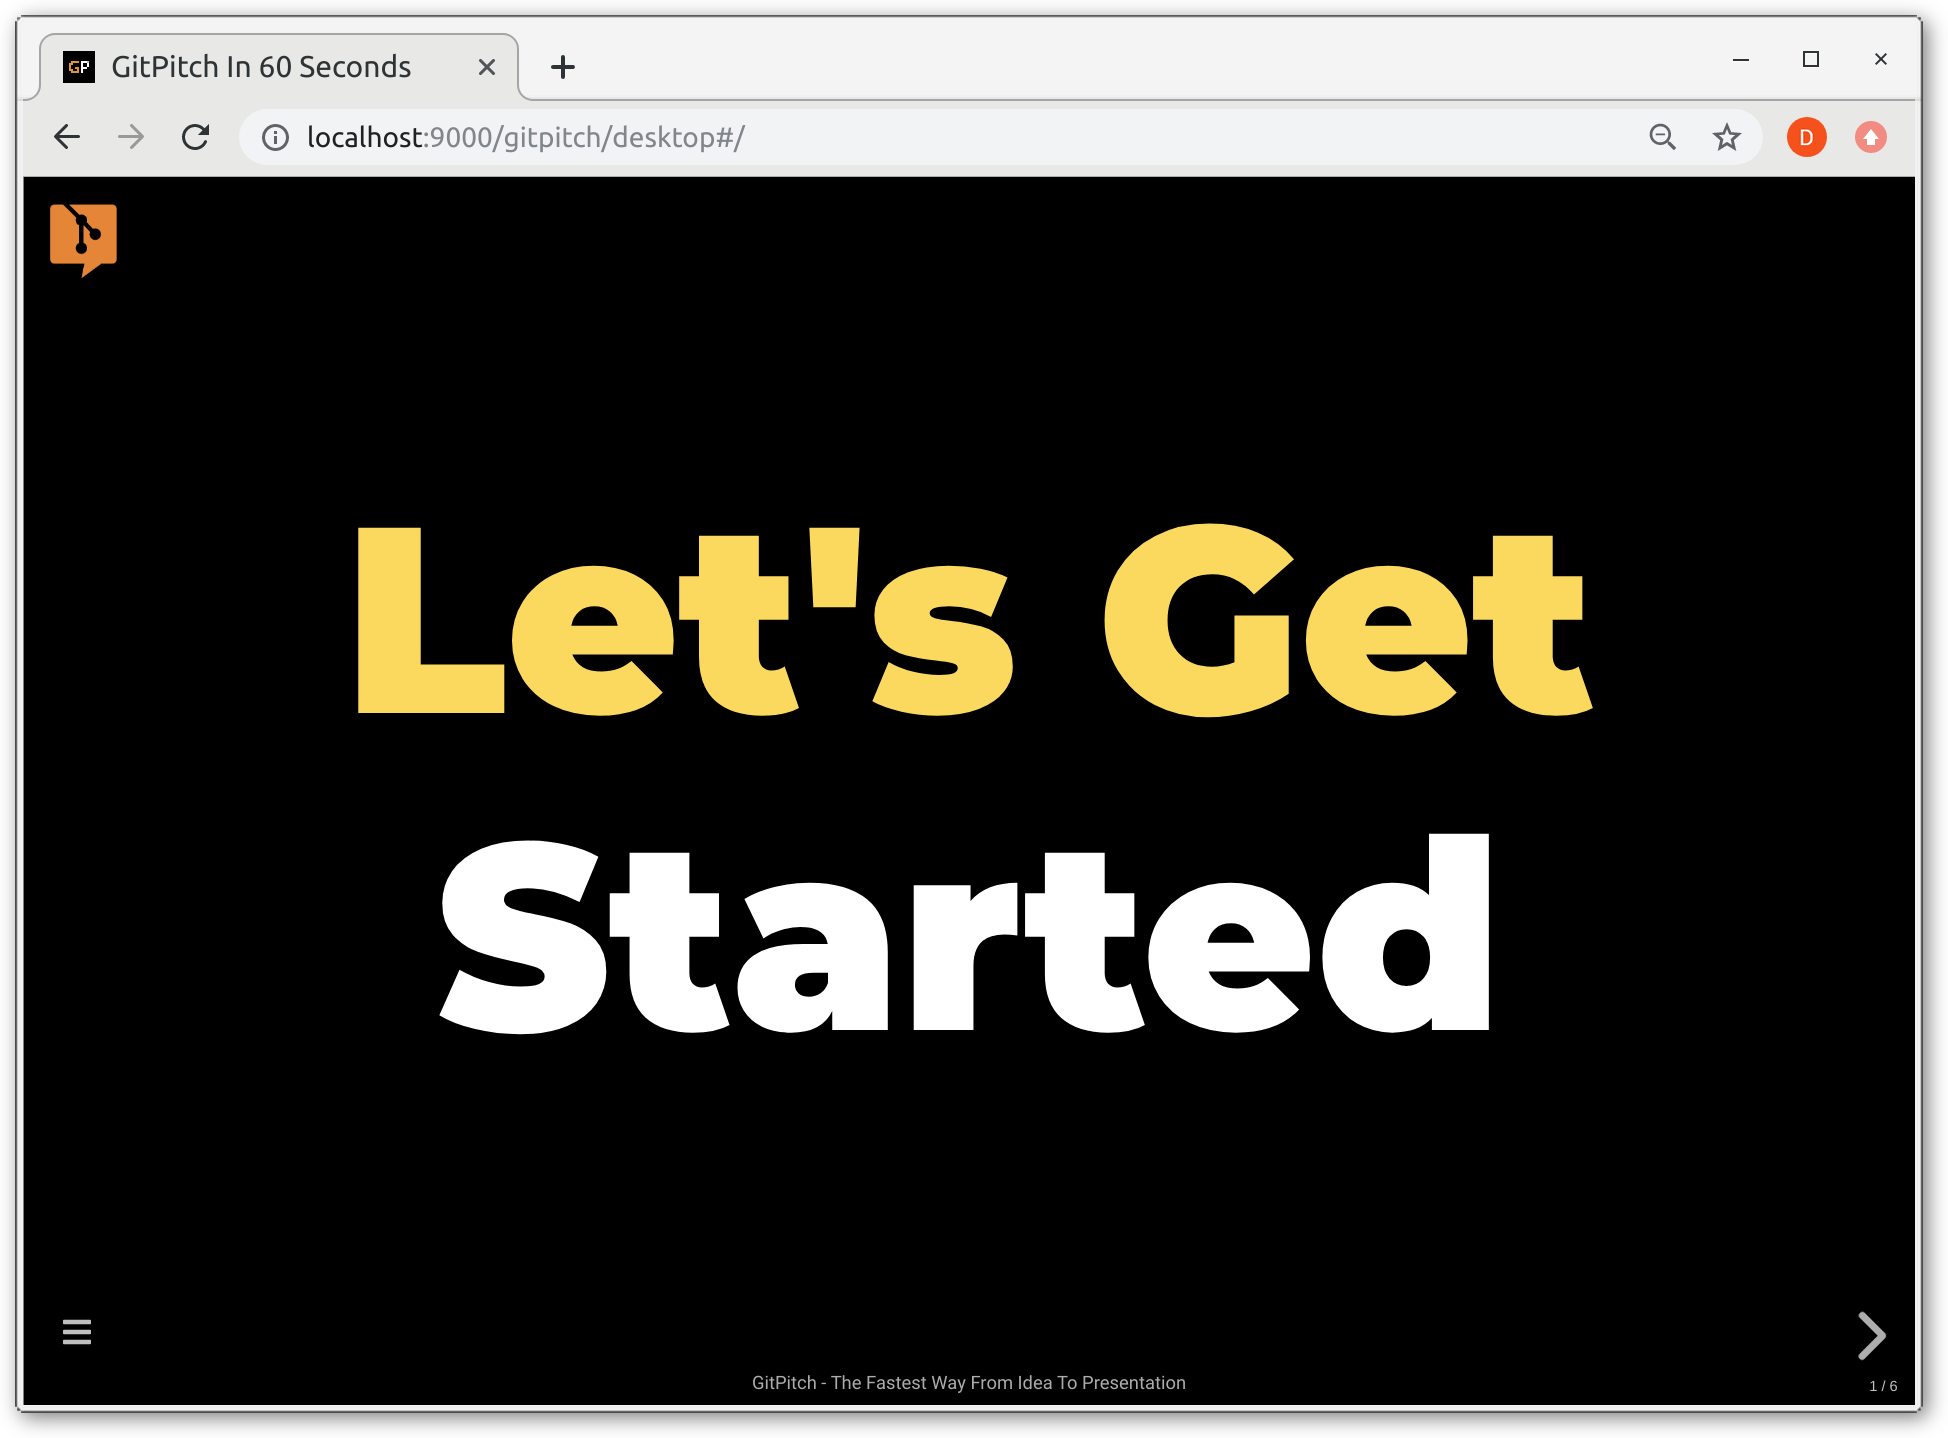 GP GitPitch In 60 Seconds
localhost:9000/gitpitch/desktop#/
D
Let's Get
Started
GitPitch - The Fastest Way From Idea To Presentation
1 / 6